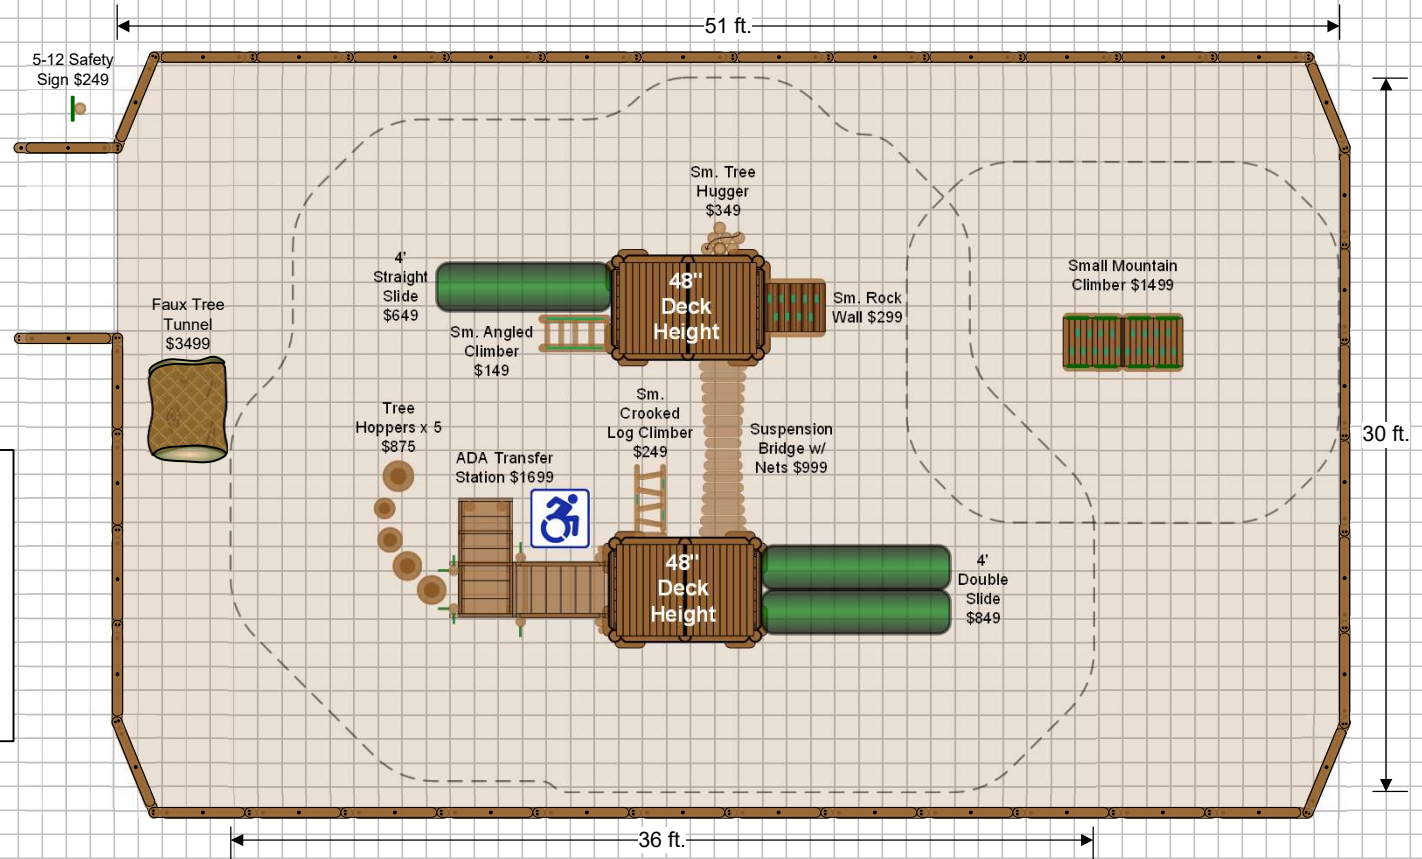 51 ft.
5-12 Safety
Sign $249
Sm. Tree
Hugger
$349
4'
Straight
Slide
$649
48"
Deck
Height
Small Mountain
Climber $1499
Sm. Rock
Wall $299
Faux Tree
Tunnel
$3499
Sm. Angled
Climber
$149
Tree
Hoppers x 5
$875
Sm.
Crooked
Log Climber
$249
Suspension
Bridge w/
Nets $999
30 ft.
ADA Transfer
Station $1699
48"
Deck
Height
4'
Double
Slide
$849
36 ft.